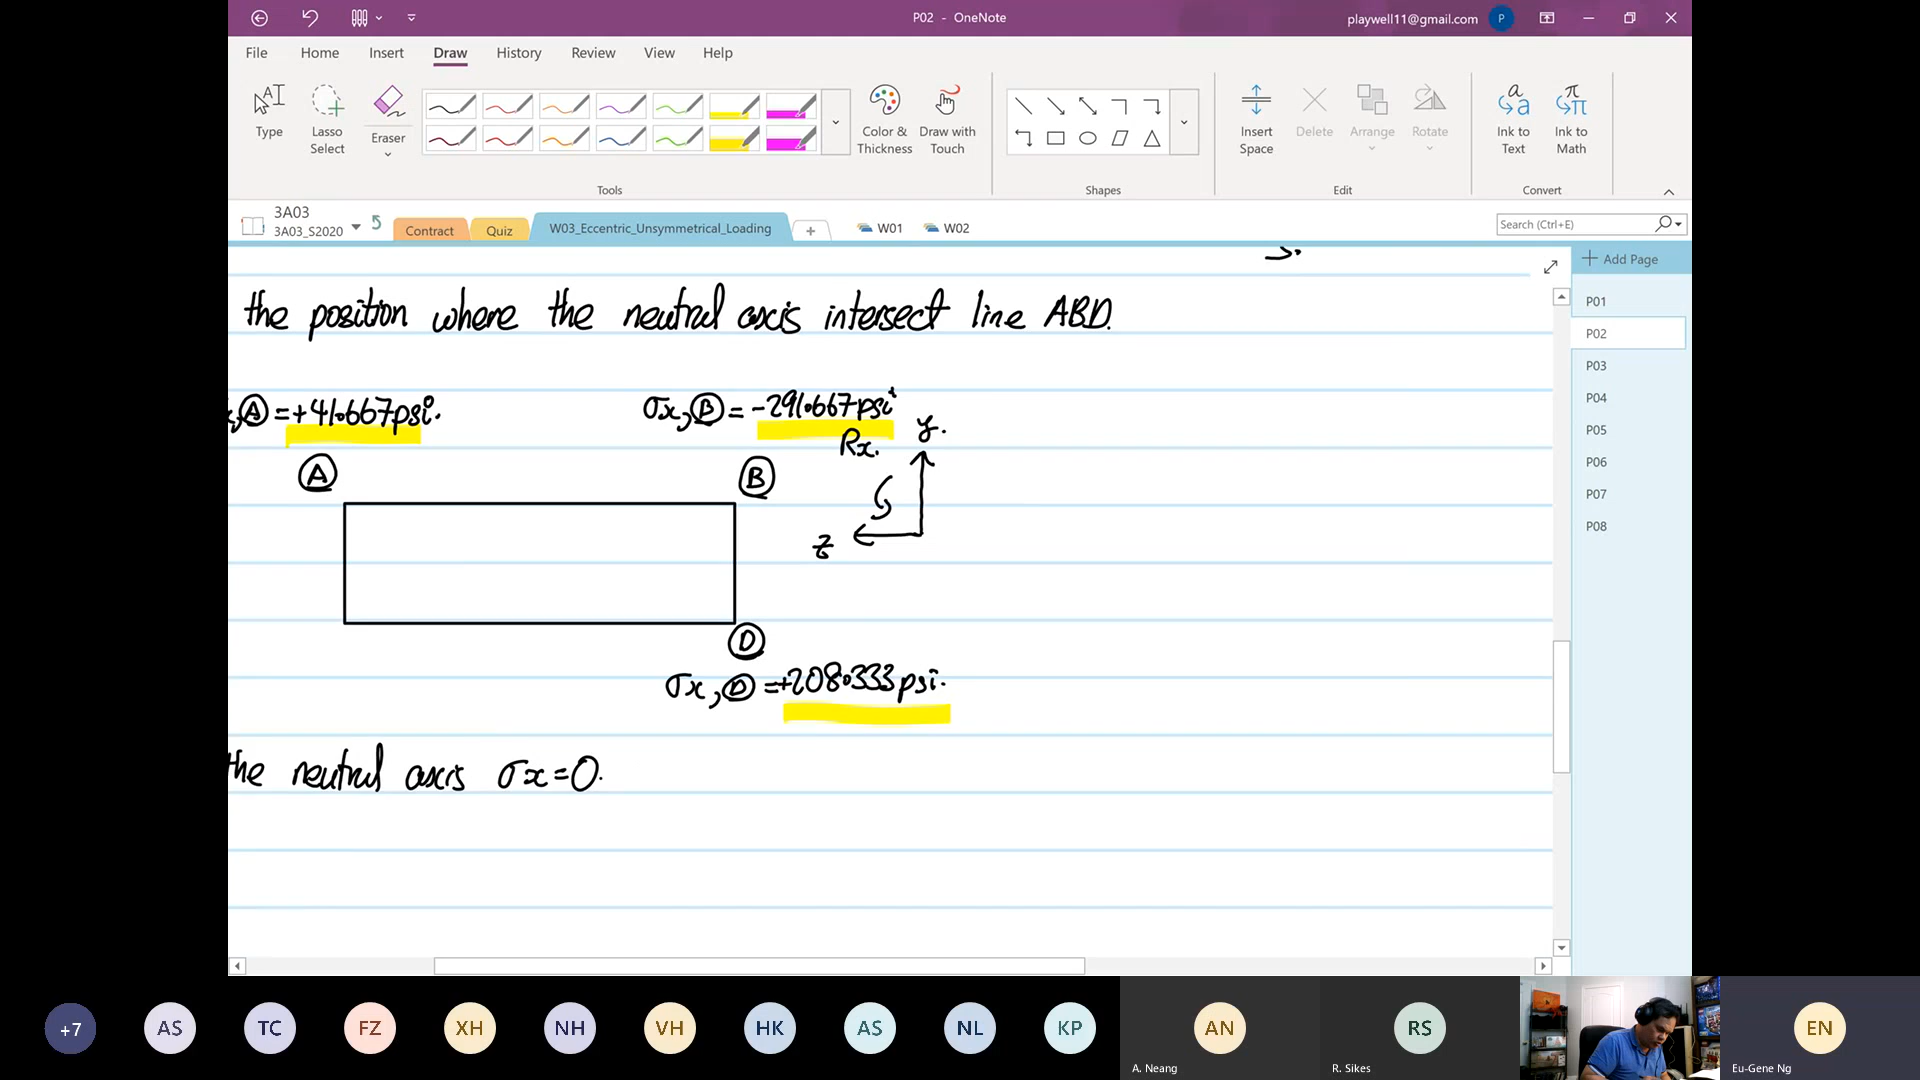 P02 - OneNote
playwell11@gmail.com
P
File Home Insert Draw History Review View Help
Type
Lasso Select
Eraser
Color & Thickness
Draw with Touch
Insert Space
Delete
Arrange
Rotate
Ink to Text
Ink to Math
Tools
Shapes
Edit
Convert
3A03
3A03_S2020
Contract
Quiz
W03_Eccentric_Unsymmetrical_Loading
+
W01
W02
Search (Ctrl+E)
Add Page
P01
P02
P03
P04
P05
P06
P07
P08
the position where the neutral axis intersect line ABD.
x,Ⓐ = +41.667psi.
σx,Ⓑ = -291.667psi
Rx.
y.
Ⓐ
Ⓑ
z
Ⓓ
σx,Ⓓ = +208.333psi.
the neutral axis σx=0.
+7
AS
TC
FZ
XH
NH
VH
HK
AS
NL
KP
AN
RS
EN
A. Neang
R. Sikes
Eu-Gene Ng